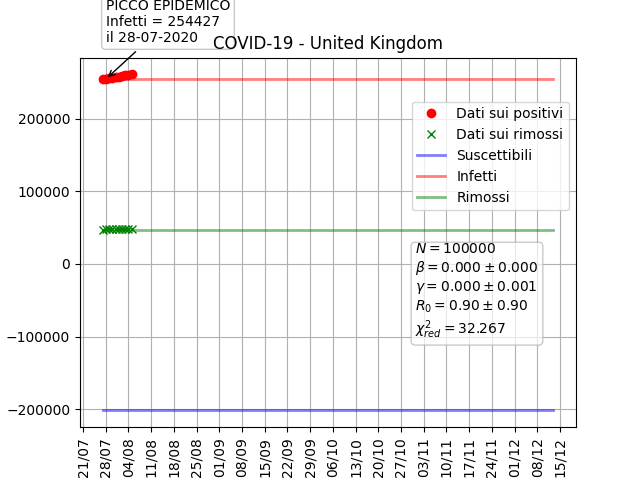 PICCO EPIDEMICO
Infetti = 254427
il 28-07-2020
COVID-19 - United Kingdom
200000
100000
0
−100000
−200000
Dati sui positivi
Dati sui rimossi
Suscettibili
Infetti
Rimossi
N = 100000
β = 0.000 ± 0.000
γ = 0.000 ± 0.001
R₀ = 0.90 ± 0.90
χ²red = 32.267
21/07
28/07
04/08
11/08
18/08
25/08
01/09
08/09
15/09
22/09
29/09
06/10
13/10
20/10
27/10
03/11
10/11
17/11
24/11
01/12
08/12
15/12